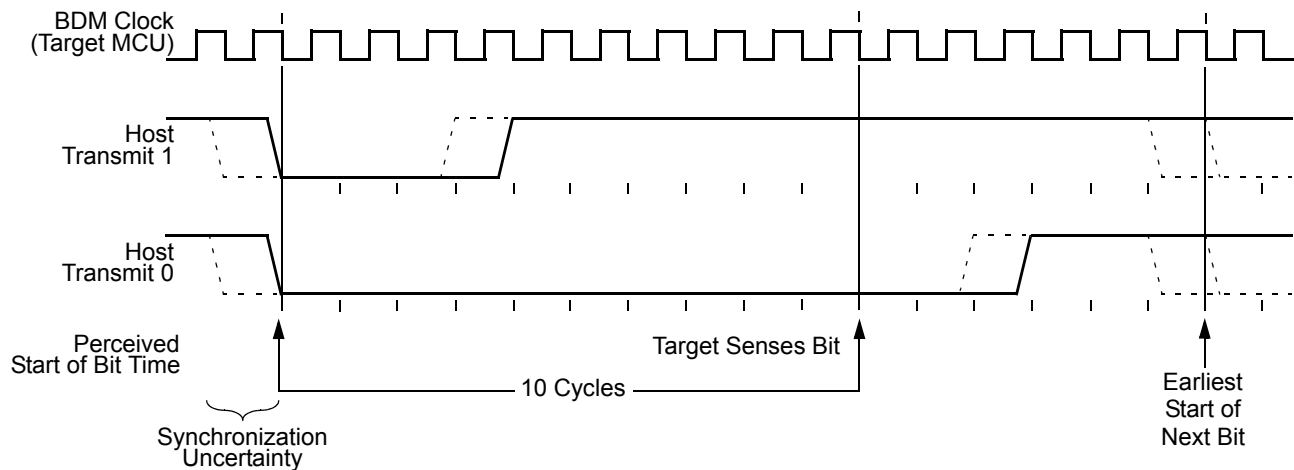 BDM Clock
(Target MCU)
Host
Transmit 1
Host
Transmit 0
Perceived
Start of Bit Time
Target Senses Bit
10 Cycles
Earliest
Start of
Next Bit
Synchronization
Uncertainty